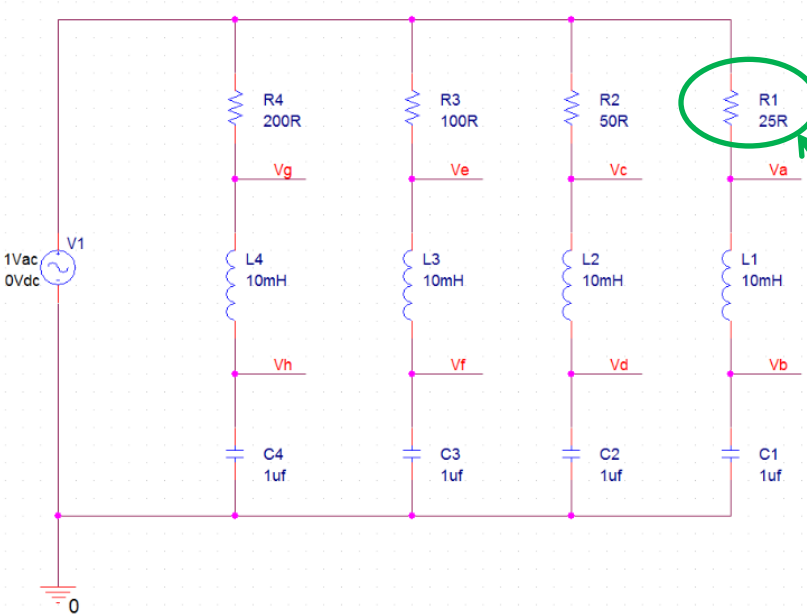 R4
200R
R3
100R
R2
50R
R1
25R
Vg
Ve
Vc
Va
V1
1Vac
0Vdc
L4
10mH
L3
10mH
L2
10mH
L1
10mH
Vh
Vf
Vd
Vb
C4
1uf
C3
1uf
C2
1uf
C1
1uf
0